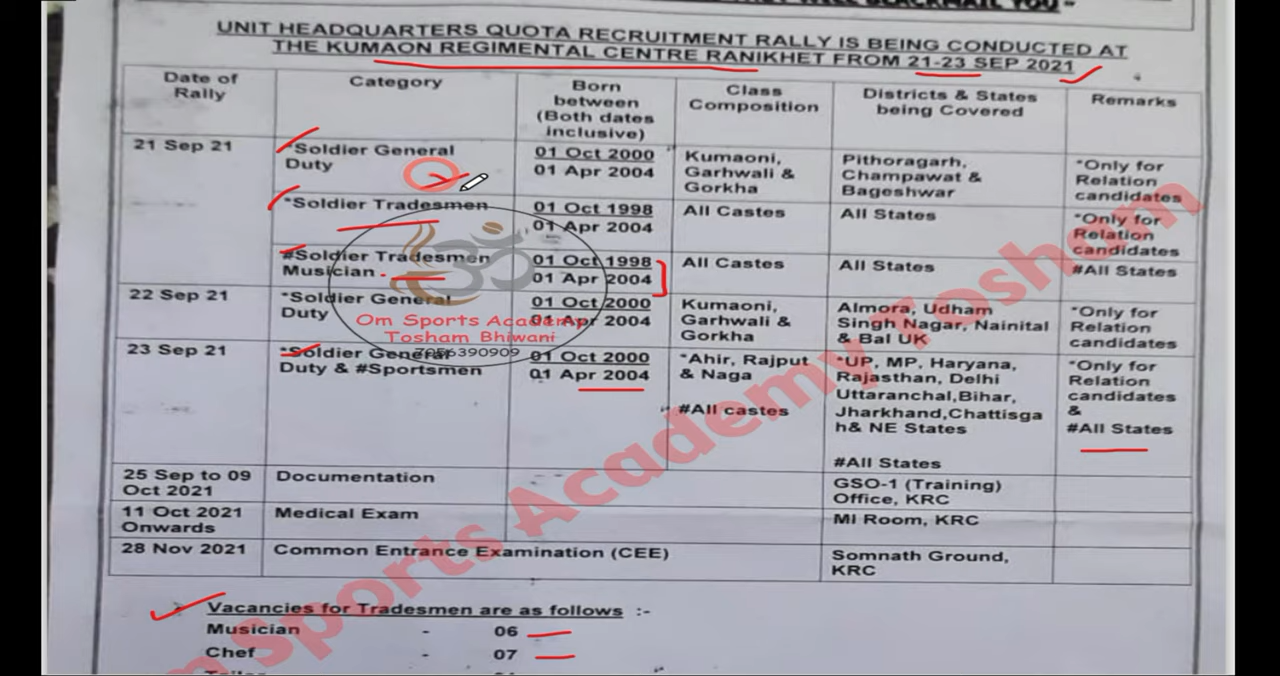 BLACKMAIL YOU"
UNIT HEADQUARTERS QUOTA RECRUITMENT RALLY IS BEING CONDUCTED AT
THE KUMAON REGIMENTAL CENTRE RANIKHET FROM 21-23 SEP 2021
Date of Rally | Category | Born between (Both dates inclusive) | Class Composition | Districts & States being Covered | Remarks
21 Sep 21 | *Soldier General Duty | 01 Oct 2000 01 Apr 2004 | Kumaoni, Garhwali & Gorkha | Pithoragarh, Champawat & Bageshwar | *Only for Relation candidates
*Soldier Tradesmen | 01 Oct 1998 01 Apr 2004 | All Castes | All States | *Only for Relation candidates
#Soldier Tradesmen Musician | 01 Oct 1998 01 Apr 2004 | All Castes | All States | #All States
22 Sep 21 | *Soldier General Duty | 01 Oct 2000 01 Apr 2004 | Kumaoni, Garhwali & Gorkha | Almora, Udham Singh Nagar, Nainital & Bal UK | *Only for Relation candidates
23 Sep 21 | *Soldier General Duty & #Sportsmen | 01 Oct 2000 01 Apr 2004 | *Ahir, Rajput & Naga #All castes | *UP, MP, Haryana, Rajasthan, Delhi Uttaranchal,Bihar, Jharkhand,Chattisga h& NE States #All States | *Only for Relation candidates & #All States
25 Sep to 09 Oct 2021 | Documentation | GSO-1 (Training) Office, KRC
11 Oct 2021 Onwards | Medical Exam | MI Room, KRC
28 Nov 2021 | Common Entrance Examination (CEE) | Somnath Ground, KRC
Vacancies for Tradesmen are as follows :-
Musician - 06
Chef - 07
Om Sports Academy
Tosham Bhiwani
7056390909
Om Sports Academy Tosham